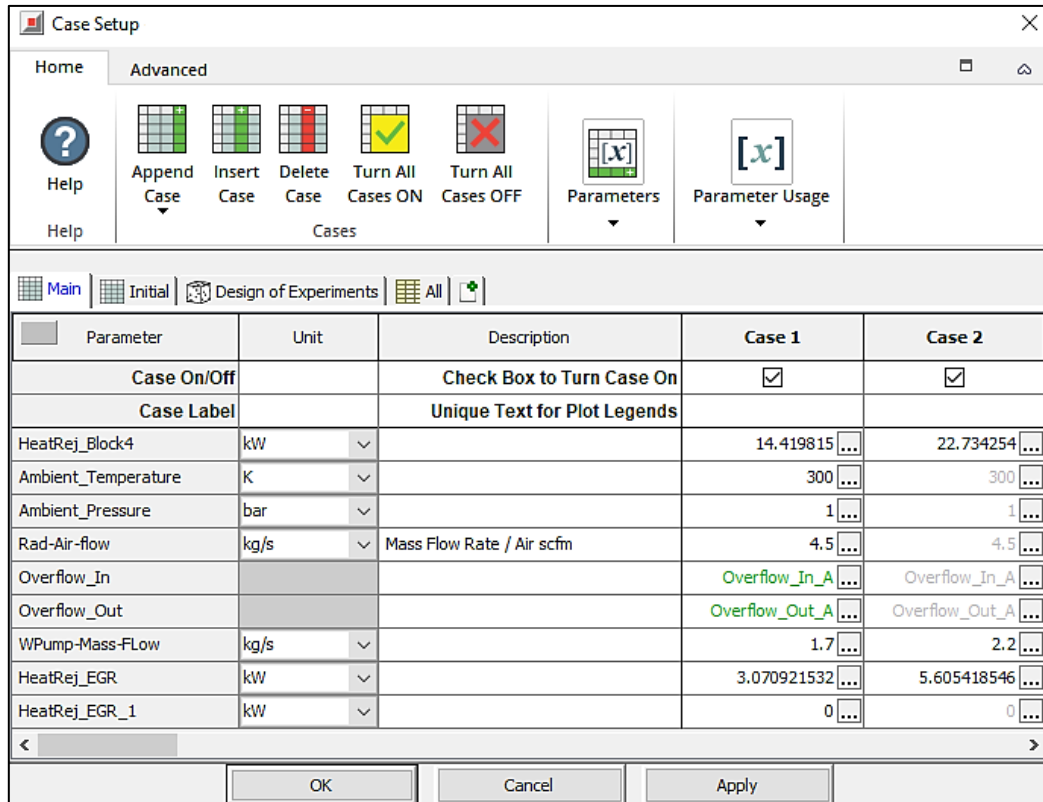 Case Setup
Home
Advanced
Help
Append Case
Insert Case
Delete Case
Turn All Cases ON
Turn All Cases OFF
Parameters
Parameter Usage
Help
Cases
Main
Initial
Design of Experiments
All
Parameter Unit Description Case 1 Case 2
Case On/Off Check Box to Turn Case On
Case Label Unique Text for Plot Legends
HeatRej_Block4 kW 14.419815 ... 22.734254 ...
Ambient_Temperature K 300 ... 300 ...
Ambient_Pressure bar 1 ... 1 ...
Rad-Air-flow kg/s Mass Flow Rate / Air scfm 4.5 ... 4.5 ...
Overflow_In Overflow_In_A ... Overflow_In_A ...
Overflow_Out Overflow_Out_A ... Overflow_Out_A ...
WPump-Mass-FLow kg/s 1.7 ... 2.2 ...
HeatRej_EGR kW 3.070921532 ... 5.605418546 ...
HeatRej_EGR_1 kW 0 ... 0 ...
OK Cancel Apply